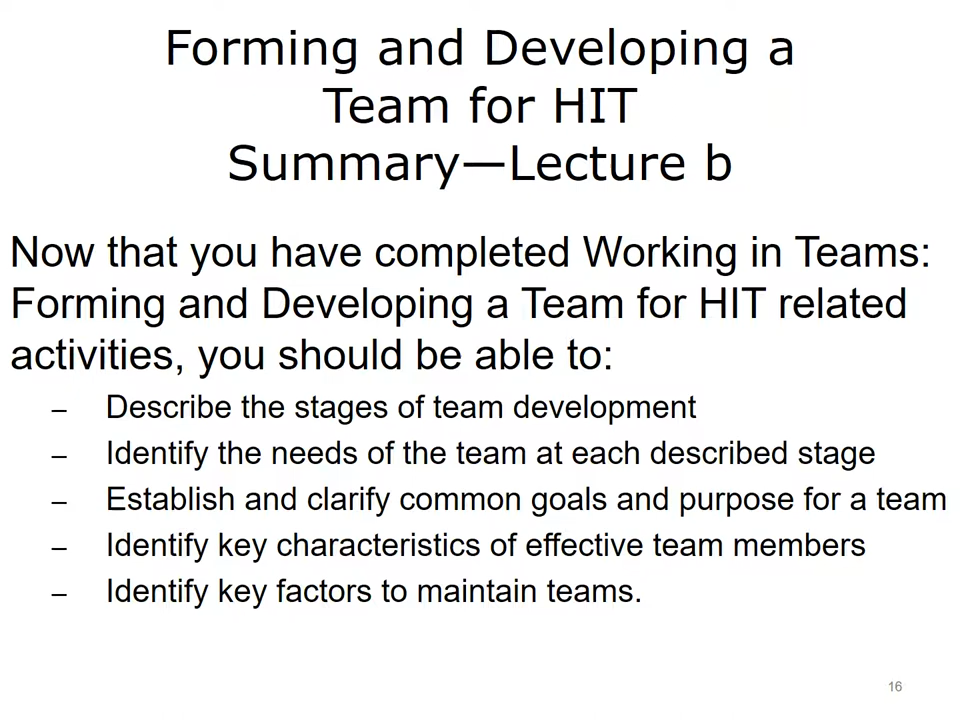 Forming and Developing a
Team for HIT
Summary—Lecture b
Now that you have completed Working in Teams:
Forming and Developing a Team for HIT related
activities, you should be able to:
– Describe the stages of team development
– Identify the needs of the team at each described stage
– Establish and clarify common goals and purpose for a team
– Identify key characteristics of effective team members
– Identify key factors to maintain teams.
16